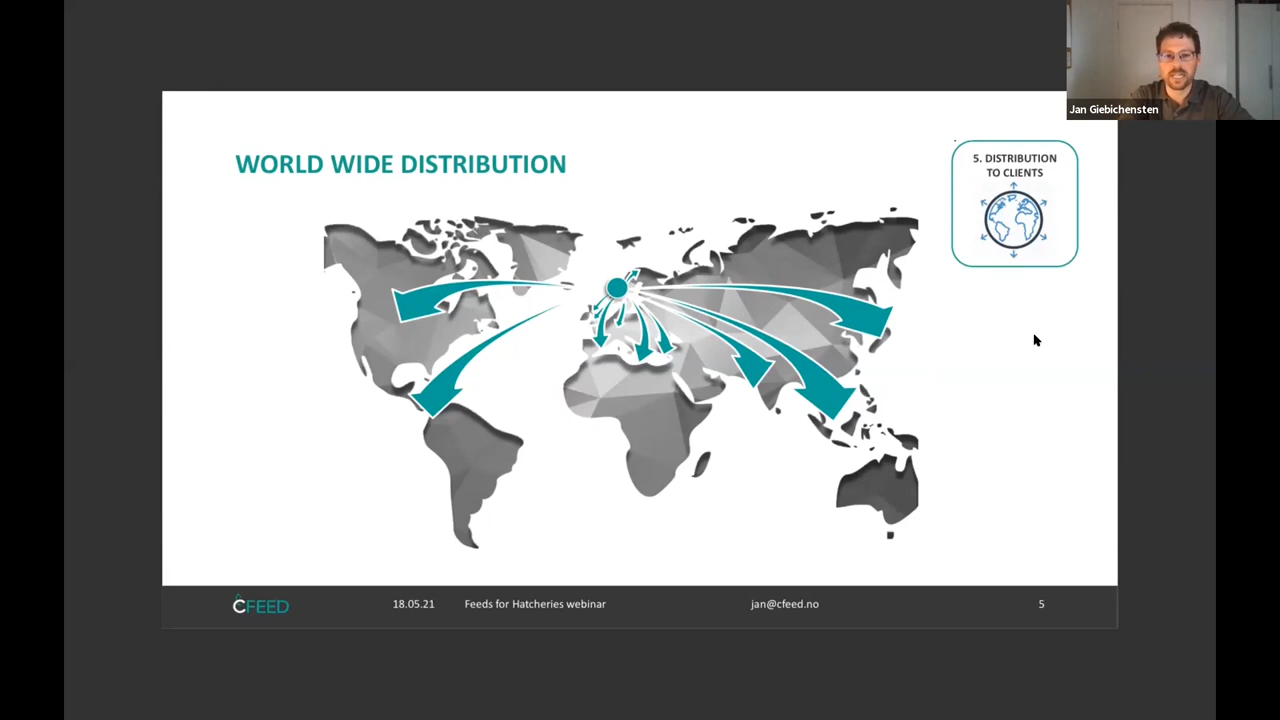 Jan Giebichensten
WORLD WIDE DISTRIBUTION
5. DISTRIBUTION
TO CLIENTS
CFEED
18.05.21
Feeds for Hatcheries webinar
jan@cfeed.no
5